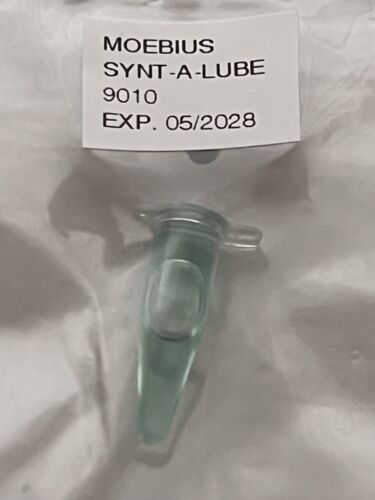 MOEBIUS
SYNT-A-LUBE
9010
EXP. 05/2028